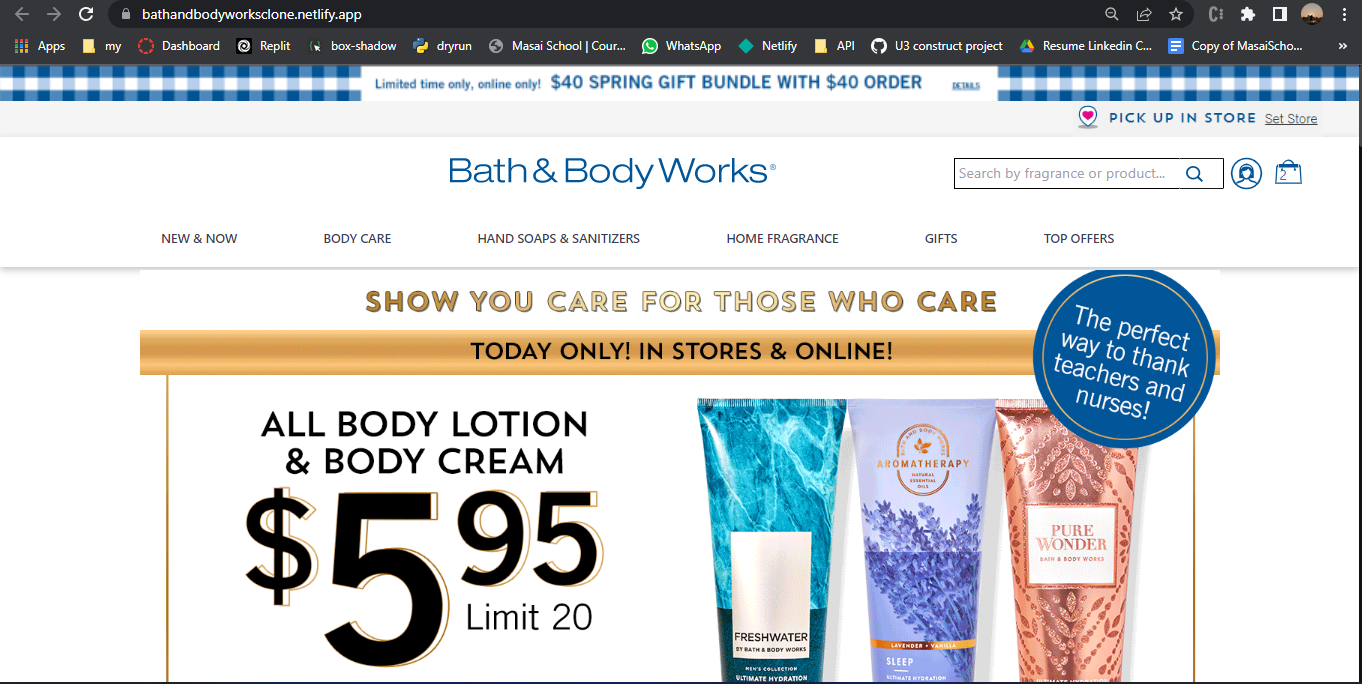 bathandbodyworksclone.netlify.app
Apps my Dashboard Replit box-shadow dryrun Masai School | Cour... WhatsApp Netlify API U3 construct project Resume Linkedin C... Copy of MasaiScho... »
Limited time only, online only! $40 SPRING GIFT BUNDLE WITH $40 ORDER DETAILS
PICK UP IN STORE Set Store
Bath & Body Works®
Search by fragrance or product...
2
NEW & NOW BODY CARE HAND SOAPS & SANITIZERS HOME FRAGRANCE GIFTS TOP OFFERS
SHOW YOU CARE FOR THOSE WHO CARE
TODAY ONLY! IN STORES & ONLINE!
The perfect
way to thank
teachers and
nurses!
ALL BODY LOTION
& BODY CREAM
$5.95
Limit 20
FRESHWATER
BY BATH & BODY WORKS
MEN'S COLLECTION
ULTIMATE HYDRATION
BATH AND BODY WORKS
AROMATHERAPY
NATURAL
ESSENTIAL
OILS
LAVENDER + VANILLA
SLEEP
ULTIMATE HYDRATION
PURE
WONDER
BATH & BODY WORKS
ULTIMATE HYDRATION